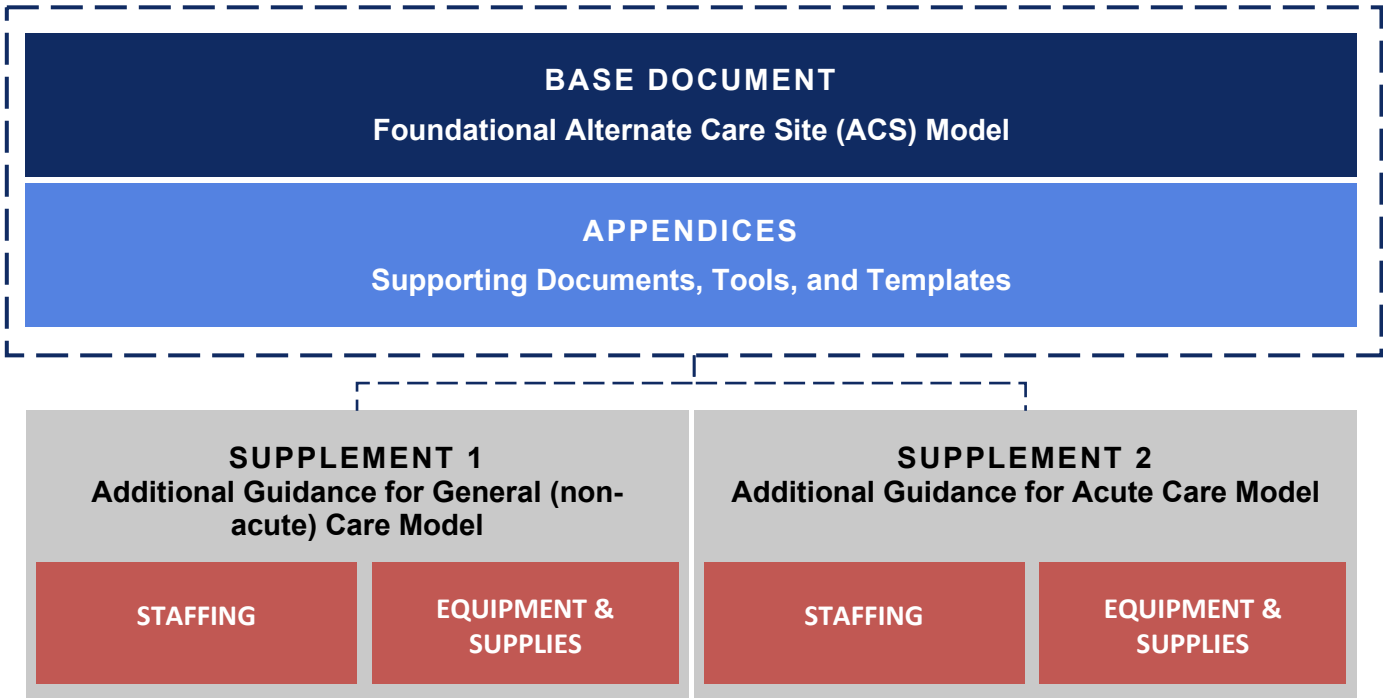 BASE DOCUMENT
Foundational Alternate Care Site (ACS) Model
APPENDICES
Supporting Documents, Tools, and Templates
SUPPLEMENT 1
Additional Guidance for General (non-
acute) Care Model
STAFFING
EQUIPMENT &
SUPPLIES
SUPPLEMENT 2
Additional Guidance for Acute Care Model
STAFFING
EQUIPMENT &
SUPPLIES